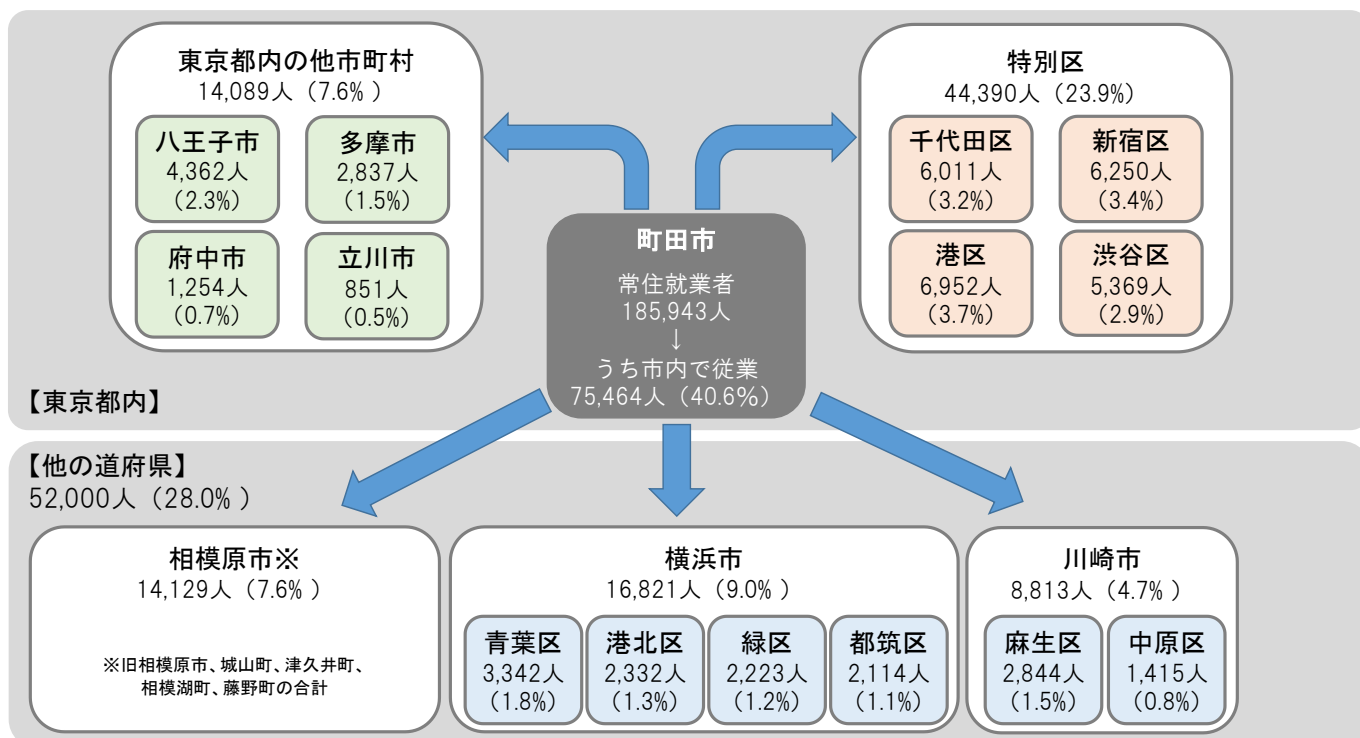 東京都内の他市町村
14,089人（7.6% ）
八王子市
4,362人
(2.3%)
多摩市
2,837人
(1.5%)
府中市
1,254人
(0.7%)
立川市
851人
(0.5%)
特別区
44,390人（23.9%）
千代田区
6,011人
(3.2%)
新宿区
6,250人
(3.4%)
港区
6,952人
(3.7%)
渋谷区
5,369人
(2.9%)
町田市
常住就業者
185,943人
↓
うち市内で従業
75,464人（40.6%）
【東京都内】
【他の道府県】
52,000人（28.0% ）
相模原市※
14,129人（7.6% ）
※旧相模原市、城山町、津久井町、
相模湖町、藤野町の合計
横浜市
16,821人（9.0% ）
青葉区
3,342人
(1.8%)
港北区
2,332人
(1.3%)
緑区
2,223人
(1.2%)
都筑区
2,114人
(1.1%)
川崎市
8,813人（4.7% ）
麻生区
2,844人
(1.5%)
中原区
1,415人
(0.8%)